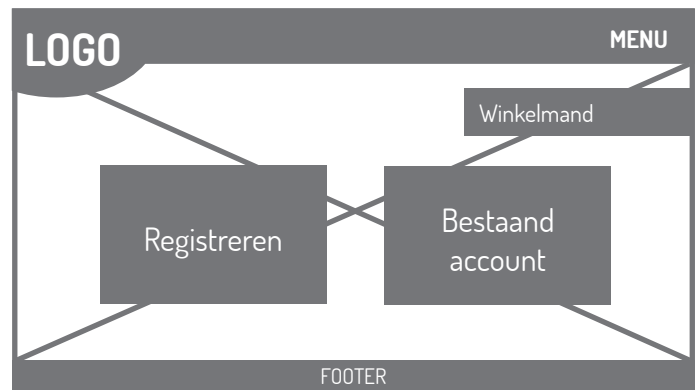 LOGO
MENU
Winkelmand
Registreren
Bestaand
account
FOOTER